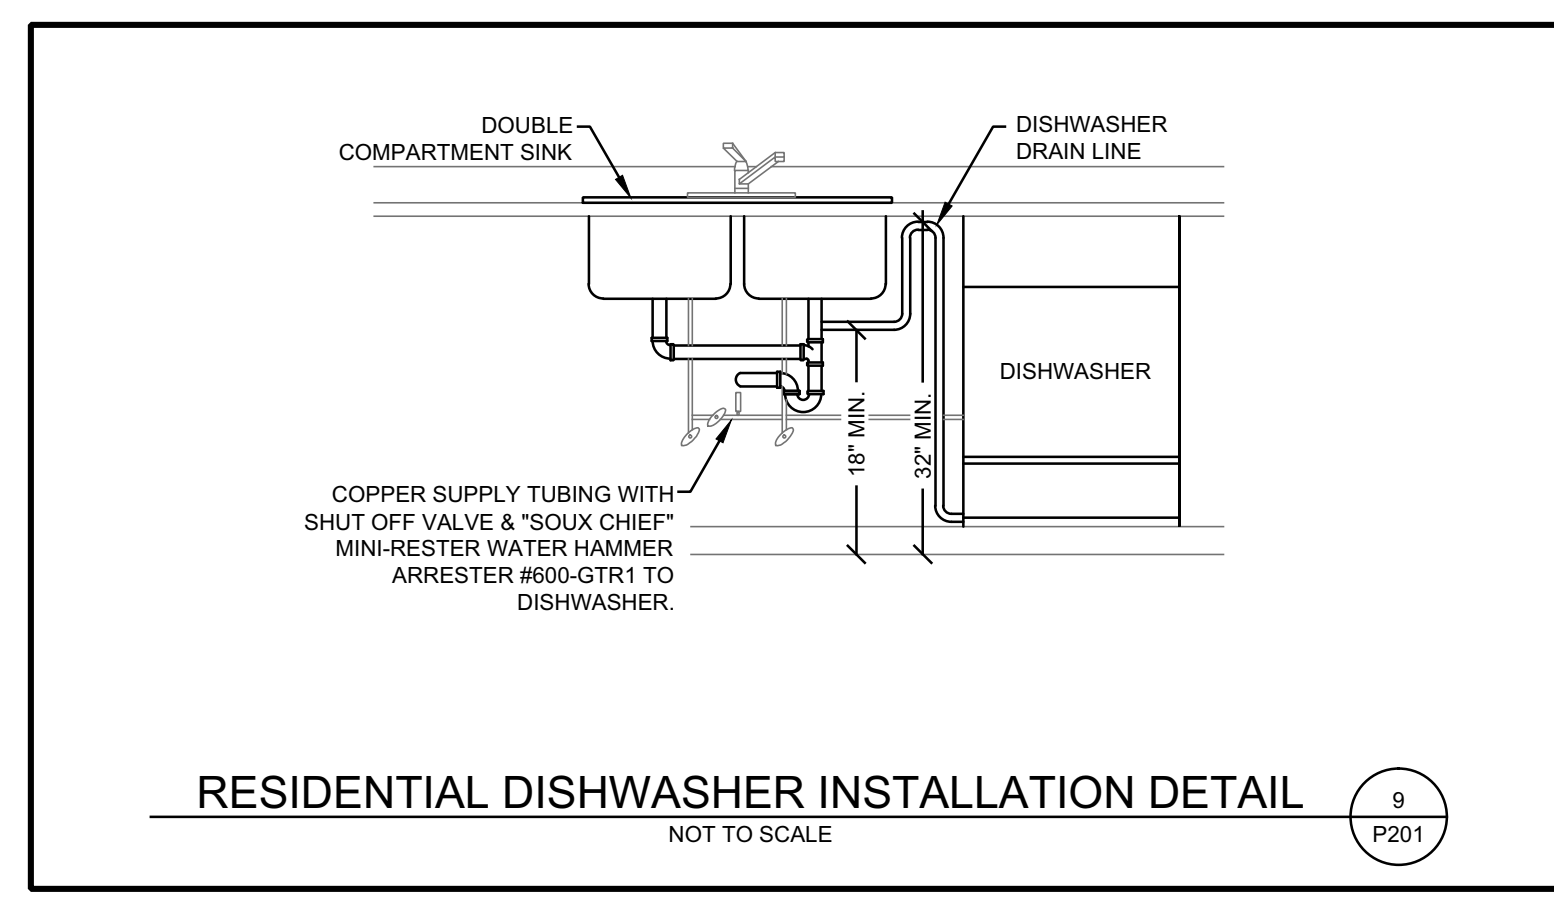 DOUBLE
COMPARTMENT SINK
DISHWASHER
DRAIN LINE
DISHWASHER
18" MIN.
32" MIN.
COPPER SUPPLY TUBING WITH
SHUT OFF VALVE & "SOUX CHIEF"
MINI-RESTER WATER HAMMER
ARRESTER #600-GTR1 TO
DISHWASHER.
RESIDENTIAL DISHWASHER INSTALLATION DETAIL
NOT TO SCALE
9
P201